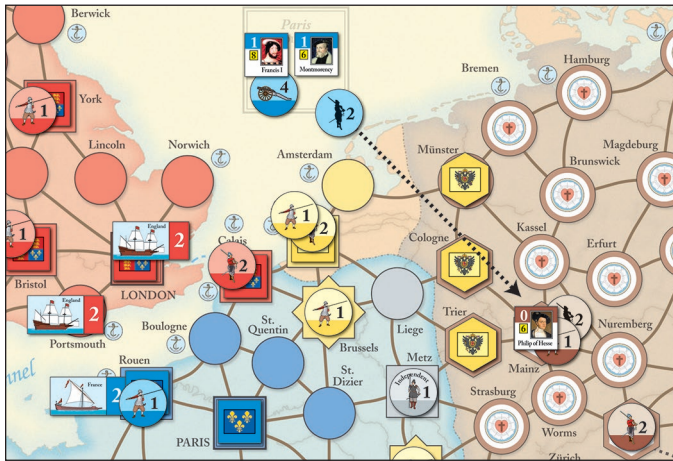 Berwick
Paris
1
8
Francis I
1
6
Montmorency
4
2
Hamburg
Bremen
York
1
Lincoln
Norwich
Amsterdam
Münster
Magdeburg
Brunswick
England
2
Calais
1
2
Cologne
Kassel
Erfurt
1
Bristol
LONDON
2
England
2
Portsmouth
Boulogne
St.
Quentin
1
Brussels
Liege
Trier
0
6
Philip of Hesse
2
1
Nuremberg
Mainz
Rouen
France
2
1
St.
Dizier
Metz
Independent
1
Strasburg
Worms
2
PARIS
Zürich
nnel